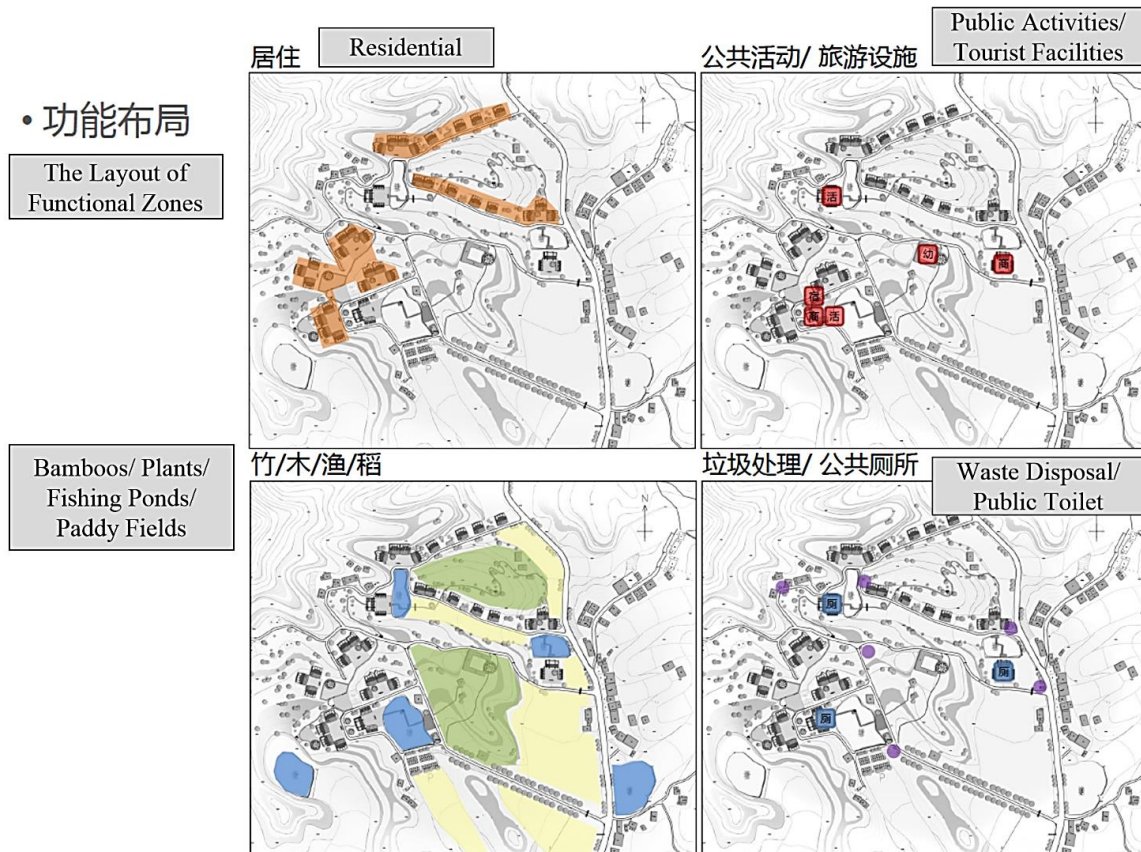 居住
Residential
公共活动/ 旅游设施
Public Activities/
Tourist Facilities
• 功能布局
The Layout of
Functional Zones
N
N
活
幼
商
商
活
P
P
竹/木/渔/稻
Bamboos/ Plants/
Fishing Ponds/
Paddy Fields
垃圾处理/ 公共厕所
Waste Disposal/
Public Toilet
N
N
厕
厕
厕
P
P